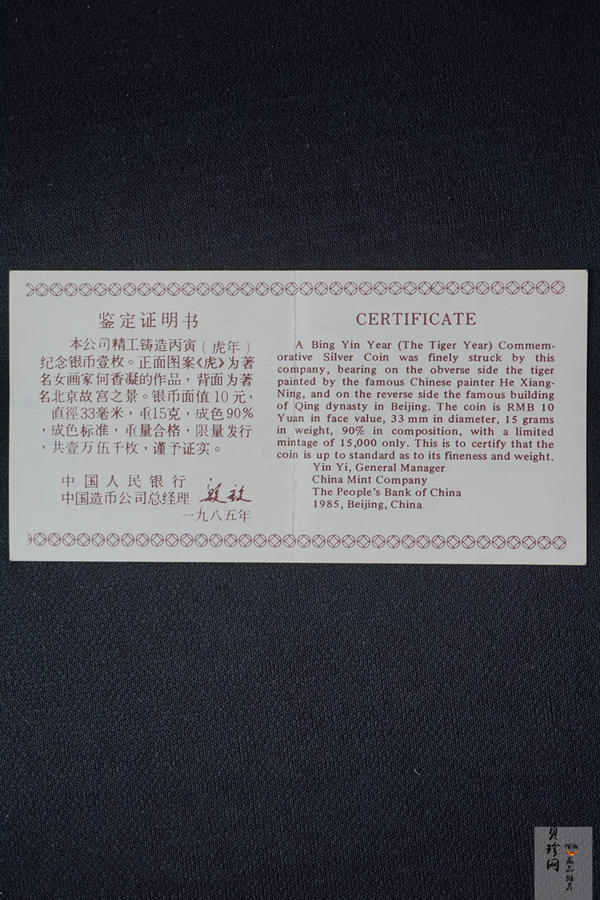 鉴定证明书
本公司精工铸造丙寅（虎年）
纪念银币壹枚。正面图案《虎》为著
名女画家何香凝的作品，背面为著
名北京故宫之景。银币面值10元，
直徑33毫米，重15克，成色90%
，成色标准，重量合格，限量发行
，共壹万伍千枚，谨予证实。
中国人民银行
中国造币公司总经理 殷毅
一九八五年
CERTIFICATE
A Bing Yin Year (The Tiger Year) Commem-
orative Silver Coin was finely struck by this
company, bearing on the obverse side the tiger
painted by the famous Chinese painter He Xiang-
Ning, and on the reverse side the famous building
of Qing dynasty in Beijing. The coin is RMB 10
Yuan in face value, 33 mm in diameter, 15 grams
in weight, 90% in composition, with a limited
mintage of 15,000 only. This is to certify that the
coin is up to standard as to its fineness and weight.
Yin Yi, General Manager
China Mint Company
The People's Bank of China
1985, Beijing, China